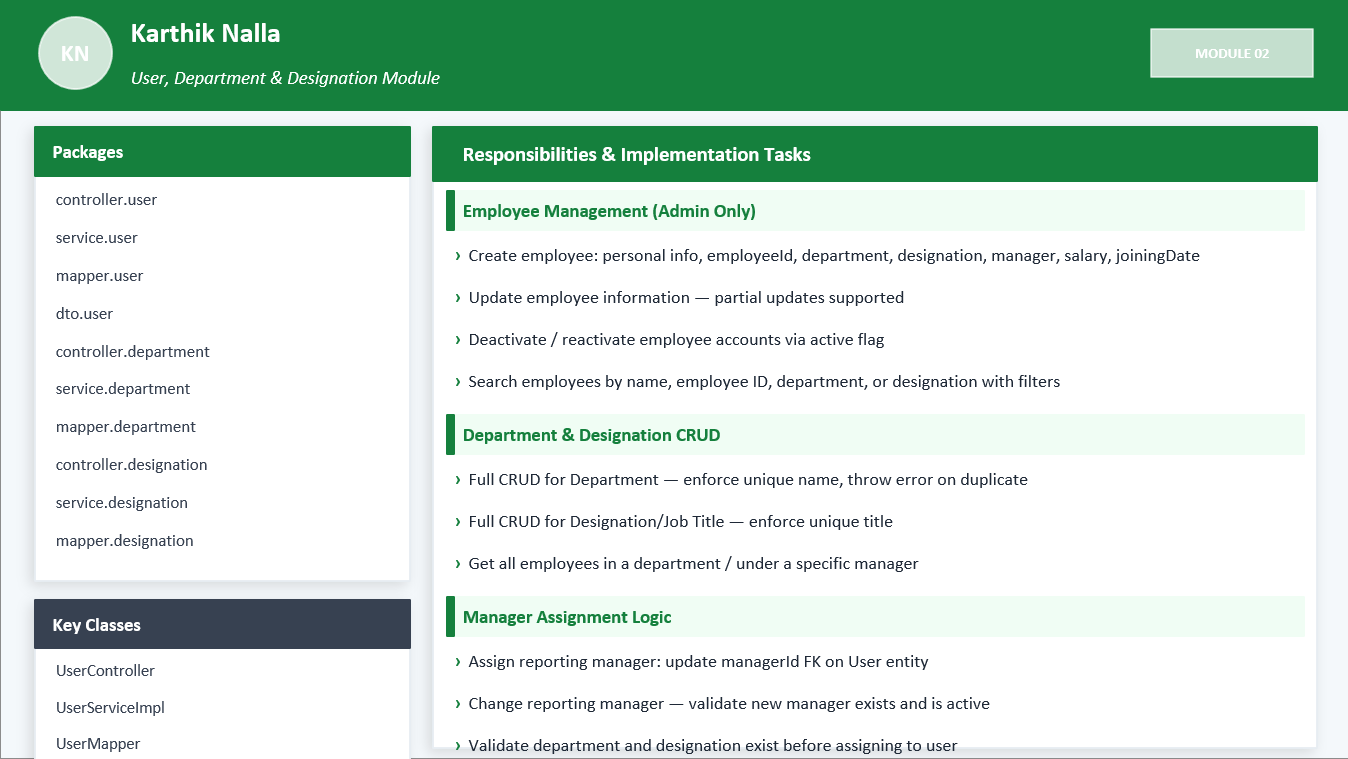 KN
Karthik Nalla
User, Department & Designation Module
MODULE 02
Packages
controller.user
service.user
mapper.user
dto.user
controller.department
service.department
mapper.department
controller.designation
service.designation
mapper.designation
Key Classes
UserController
UserServiceImpl
UserMapper
Responsibilities & Implementation Tasks
Employee Management (Admin Only)
› Create employee: personal info, employeeId, department, designation, manager, salary, joiningDate
› Update employee information — partial updates supported
› Deactivate / reactivate employee accounts via active flag
› Search employees by name, employee ID, department, or designation with filters
Department & Designation CRUD
› Full CRUD for Department — enforce unique name, throw error on duplicate
› Full CRUD for Designation/Job Title — enforce unique title
› Get all employees in a department / under a specific manager
Manager Assignment Logic
› Assign reporting manager: update managerId FK on User entity
› Change reporting manager — validate new manager exists and is active
› Validate department and designation exist before assigning to user